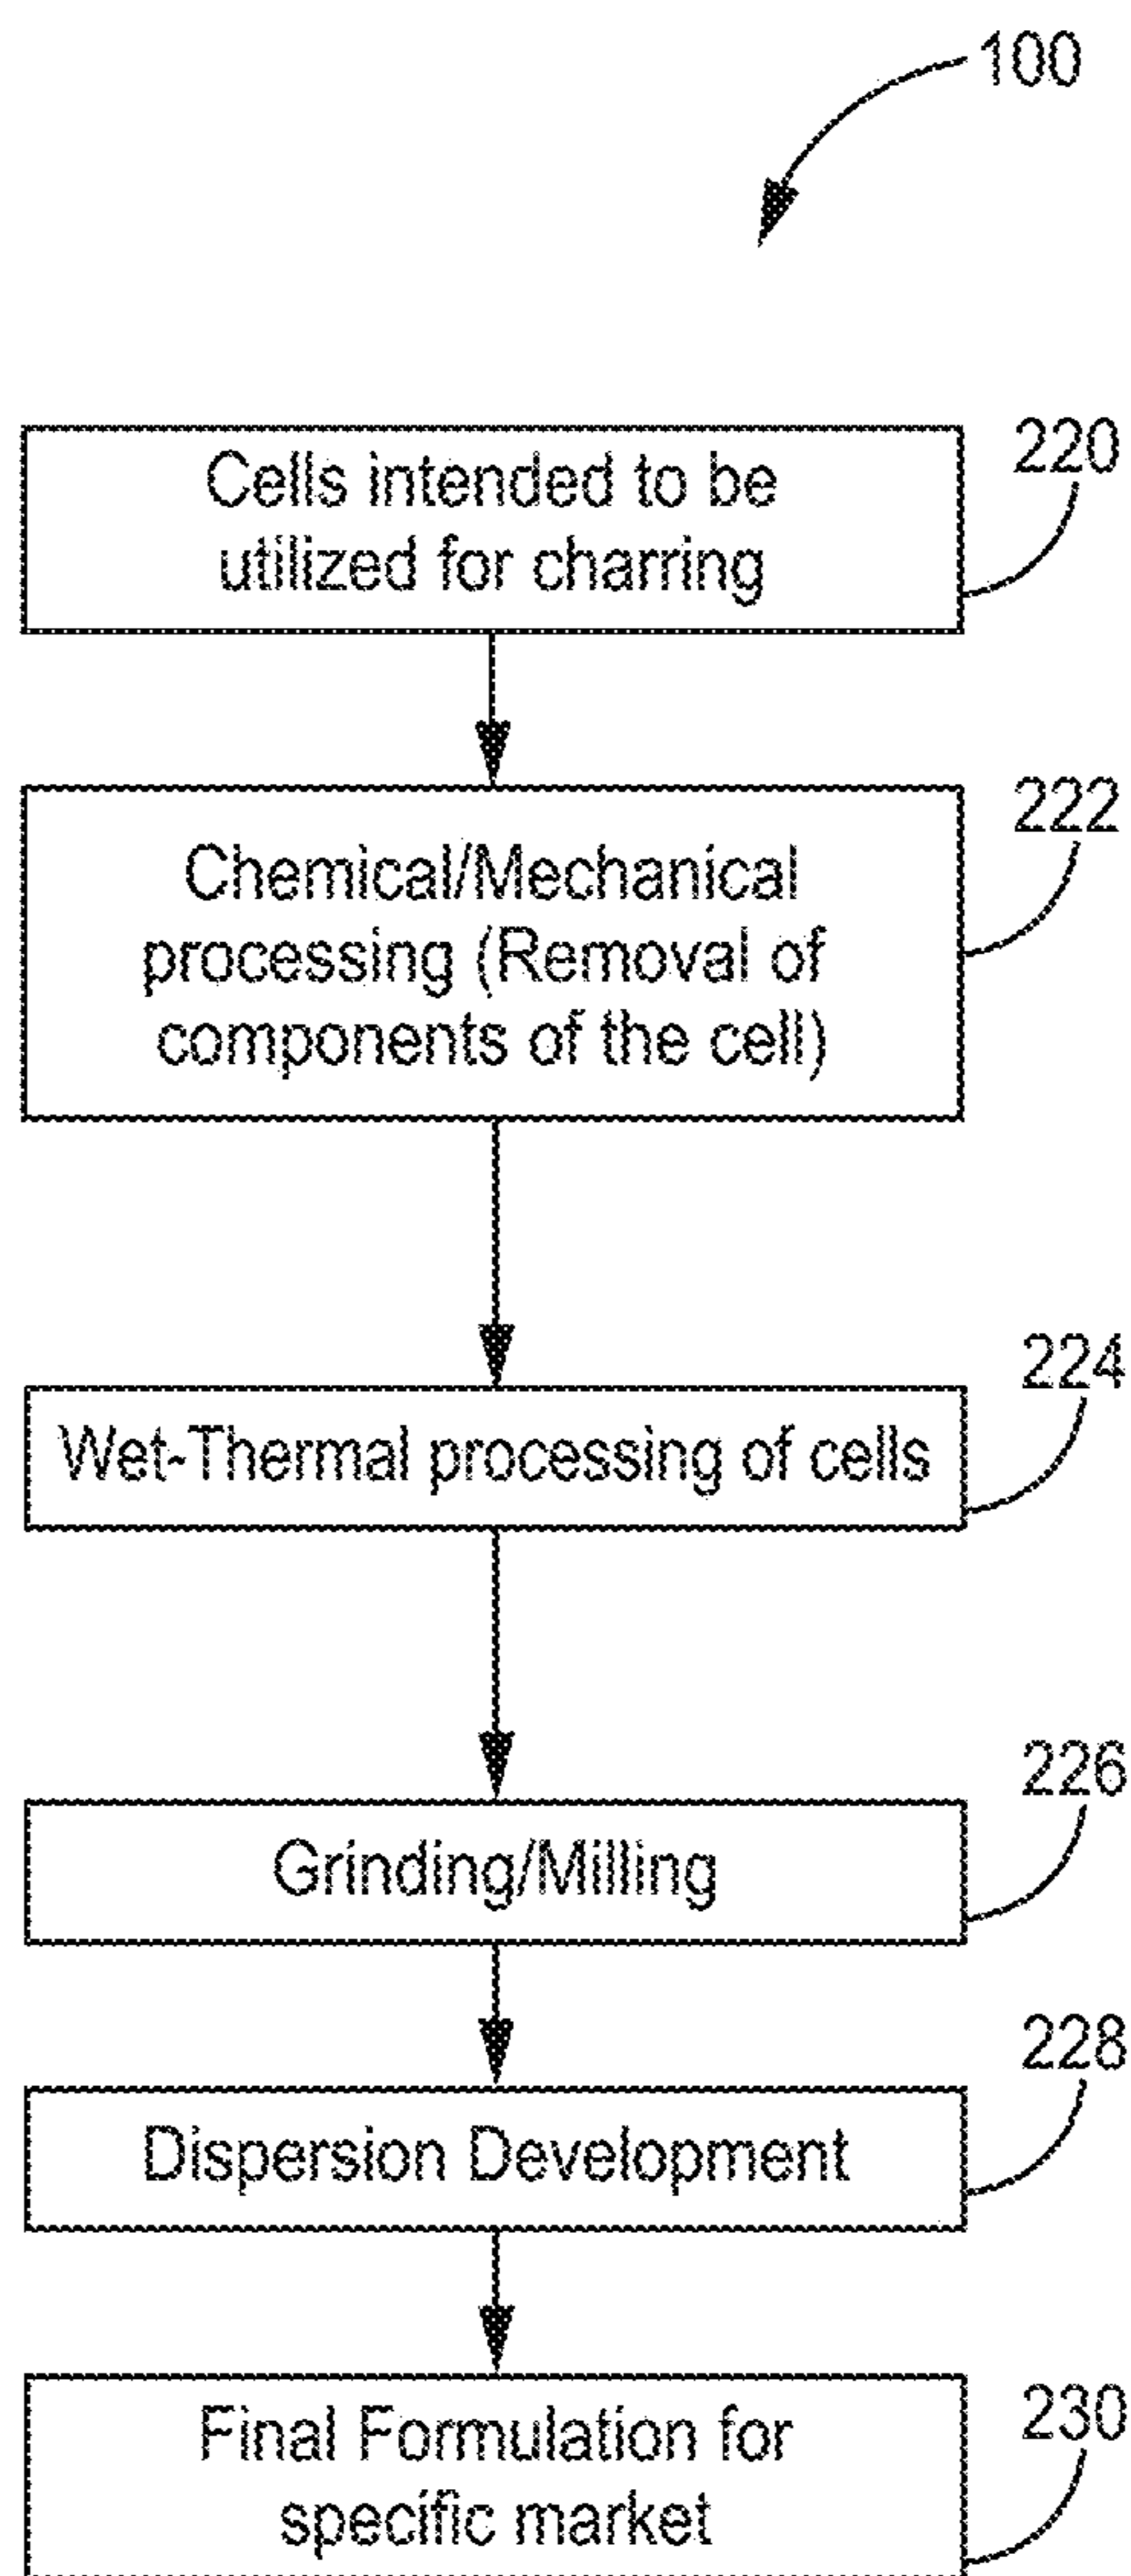 100
220
Cells intended to be
utilized for charring
222
Chemical/Mechanical
processing (Removal of
components of the cell)
224
Wet-Thermal processing of cells
226
Grinding/Milling
228
Dispersion Development
230
Final Formulation for
specific market